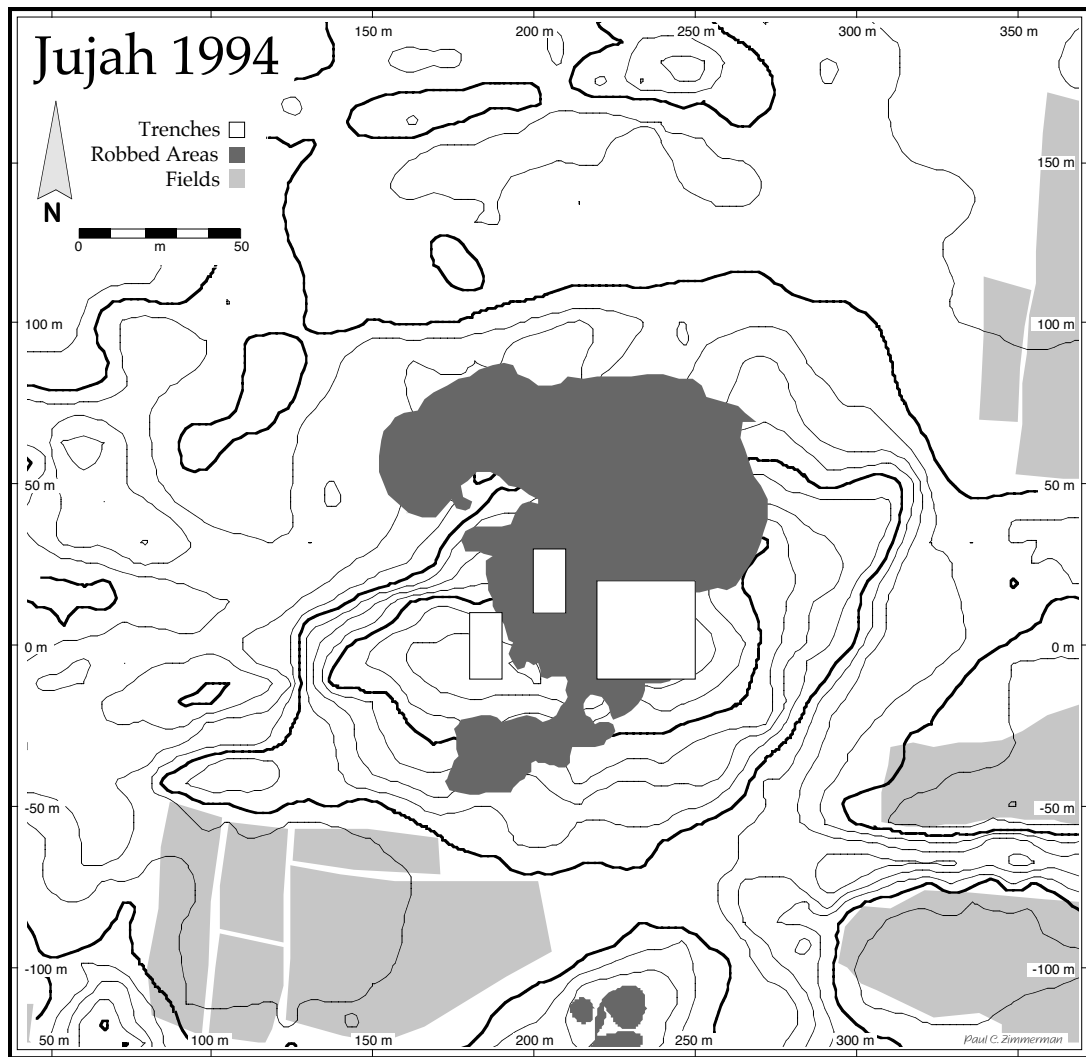 150 m 200 m 250 m 300 m 350 m
Jujah 1994
Trenches
Robbed Areas
Fields
N
0 m 50
150 m
100 m 100 m
50 m 50 m
0 m 0 m
-50 m -50 m
-100 m -100 m
50 m 100 m 150 m 200 m 250 m 300 m
Paul C. Zimmerman